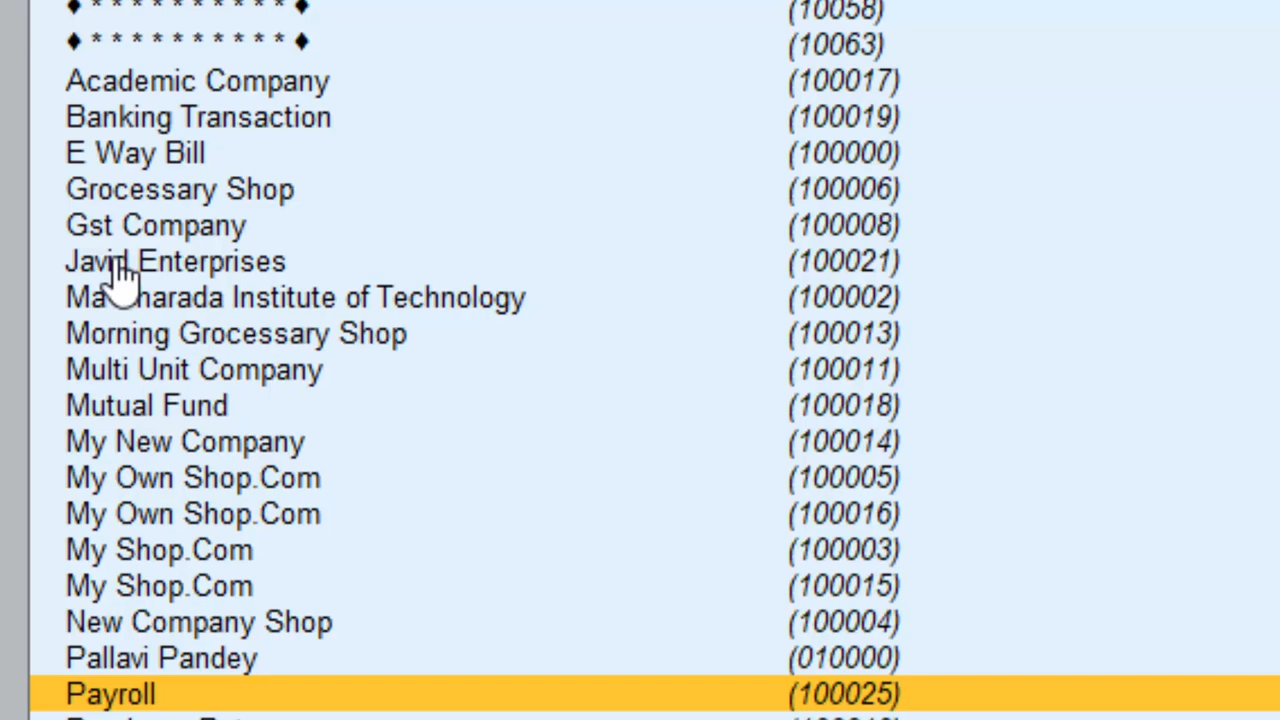 ♦ * * * * * * * * * * ♦ (10058)
♦ * * * * * * * * * * ♦ (10063)
Academic Company (100017)
Banking Transaction (100019)
E Way Bill (100000)
Grocessary Shop (100006)
Gst Company (100008)
Javid Enterprises (100021)
Institute of Technology (100002)
Morning Grocessary Shop (100013)
Multi Unit Company (100011)
Mutual Fund (100018)
My New Company (100014)
My Own Shop.Com (100005)
My Own Shop.Com (100016)
My Shop.Com (100003)
My Shop.Com (100015)
New Company Shop (100004)
Pallavi Pandey (010000)
Payroll (100025)